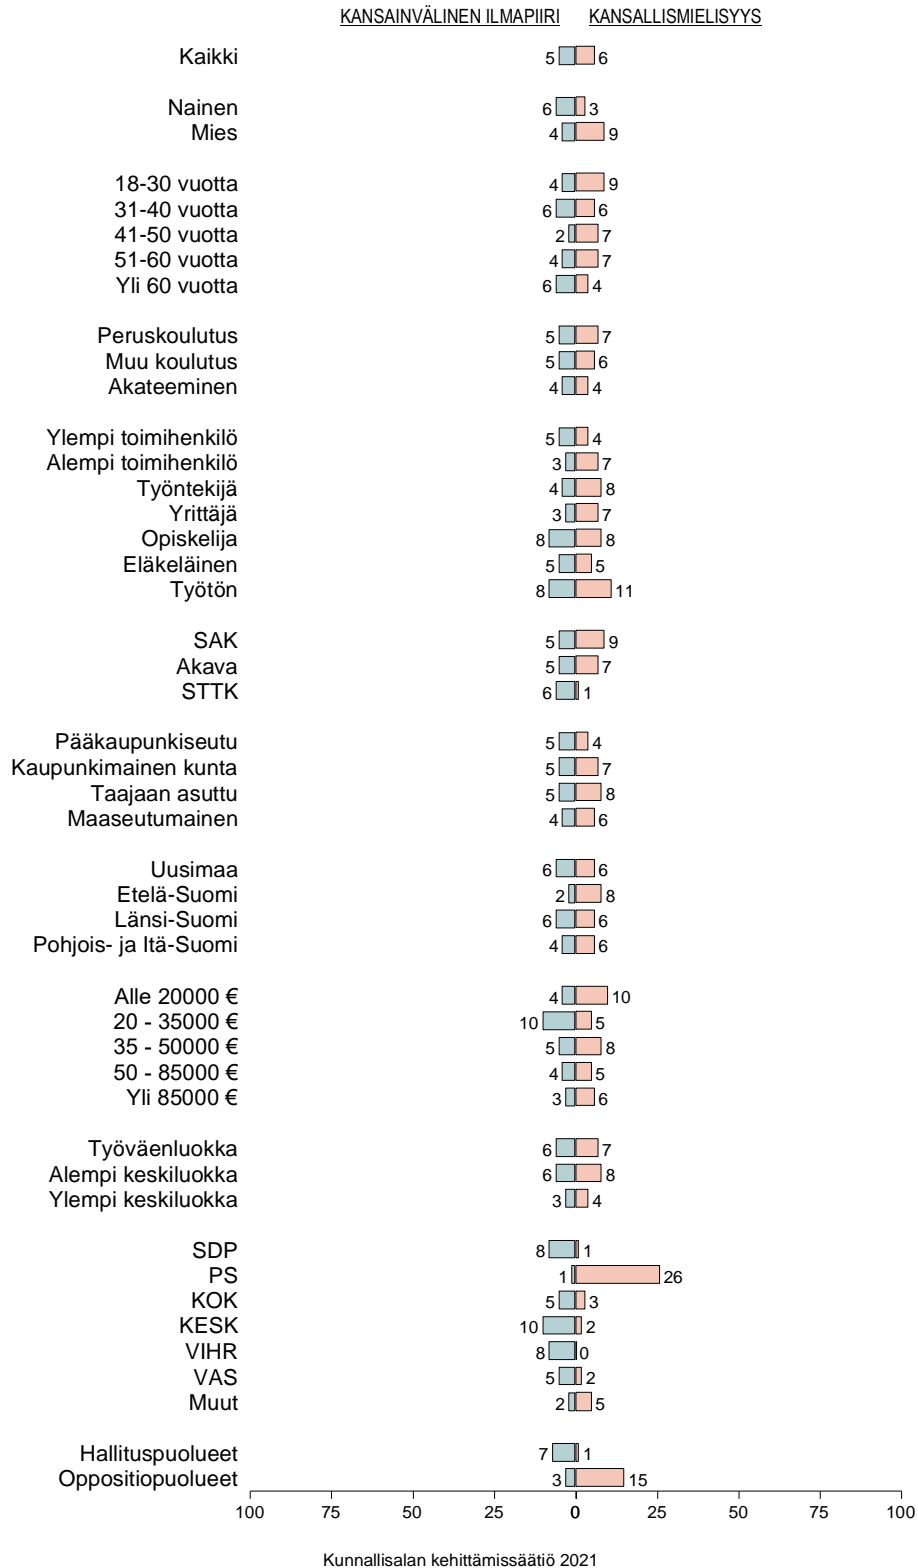 KANSAINVÄLINEN ILMAPIIRI KANSALLISMIELISYYS
Kaikki 5 6
Nainen 6 3
Mies 4 9
18-30 vuotta 4 9
31-40 vuotta 6 6
41-50 vuotta 2 7
51-60 vuotta 4 7
Yli 60 vuotta 6 4
Peruskoulutus 5 7
Muu koulutus 5 6
Akateeminen 4 4
Ylempi toimihenkilö 5 4
Alempi toimihenkilö 3 7
Työntekijä 4 8
Yrittäjä 3 7
Opiskelija 8 8
Eläkeläinen 5 5
Työtön 8 11
SAK 5 9
Akava 5 7
STTK 6 1
Pääkaupunkiseutu 5 4
Kaupunkimainen kunta 5 7
Taajaan asuttu 5 8
Maaseutumainen 4 6
Uusimaa 6 6
Etelä-Suomi 2 8
Länsi-Suomi 6 6
Pohjois- ja Itä-Suomi 4 6
Alle 20000 € 4 10
20 - 35000 € 10 5
35 - 50000 € 5 8
50 - 85000 € 4 5
Yli 85000 € 3 6
Työväenluokka 6 7
Alempi keskiluokka 6 8
Ylempi keskiluokka 3 4
SDP 8 1
PS 1 26
KOK 5 3
KESK 10 2
VIHR 8 0
VAS 5 2
Muut 2 5
Hallituspuolueet 7 1
Oppositiopuolueet 3 15
100 75 50 25 0 25 50 75 100
Kunnallisalan kehittämissäätiö 2021